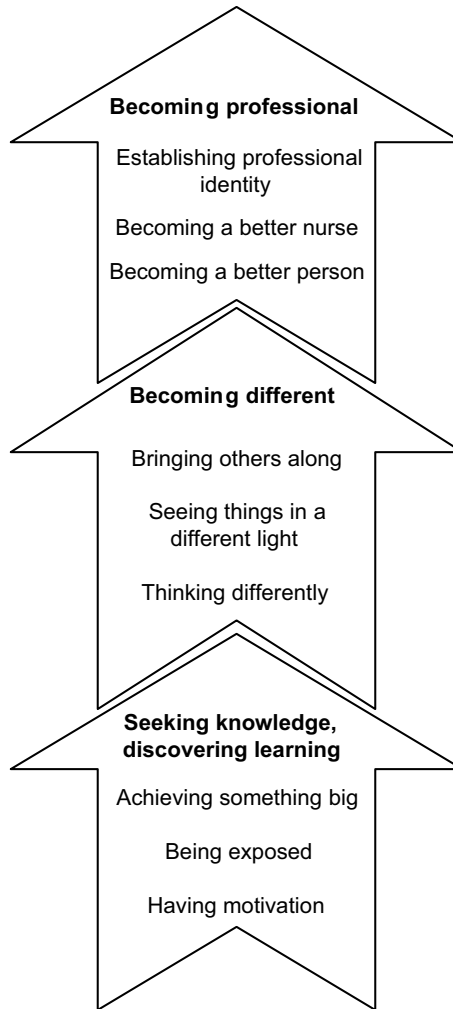 Becoming professional
Establishing professional
identity
Becoming a better nurse
Becoming a better person
Becoming different
Bringing others along
Seeing things in a
different light
Thinking differently
Seeking knowledge,
discovering learning
Achieving something big
Being exposed
Having motivation